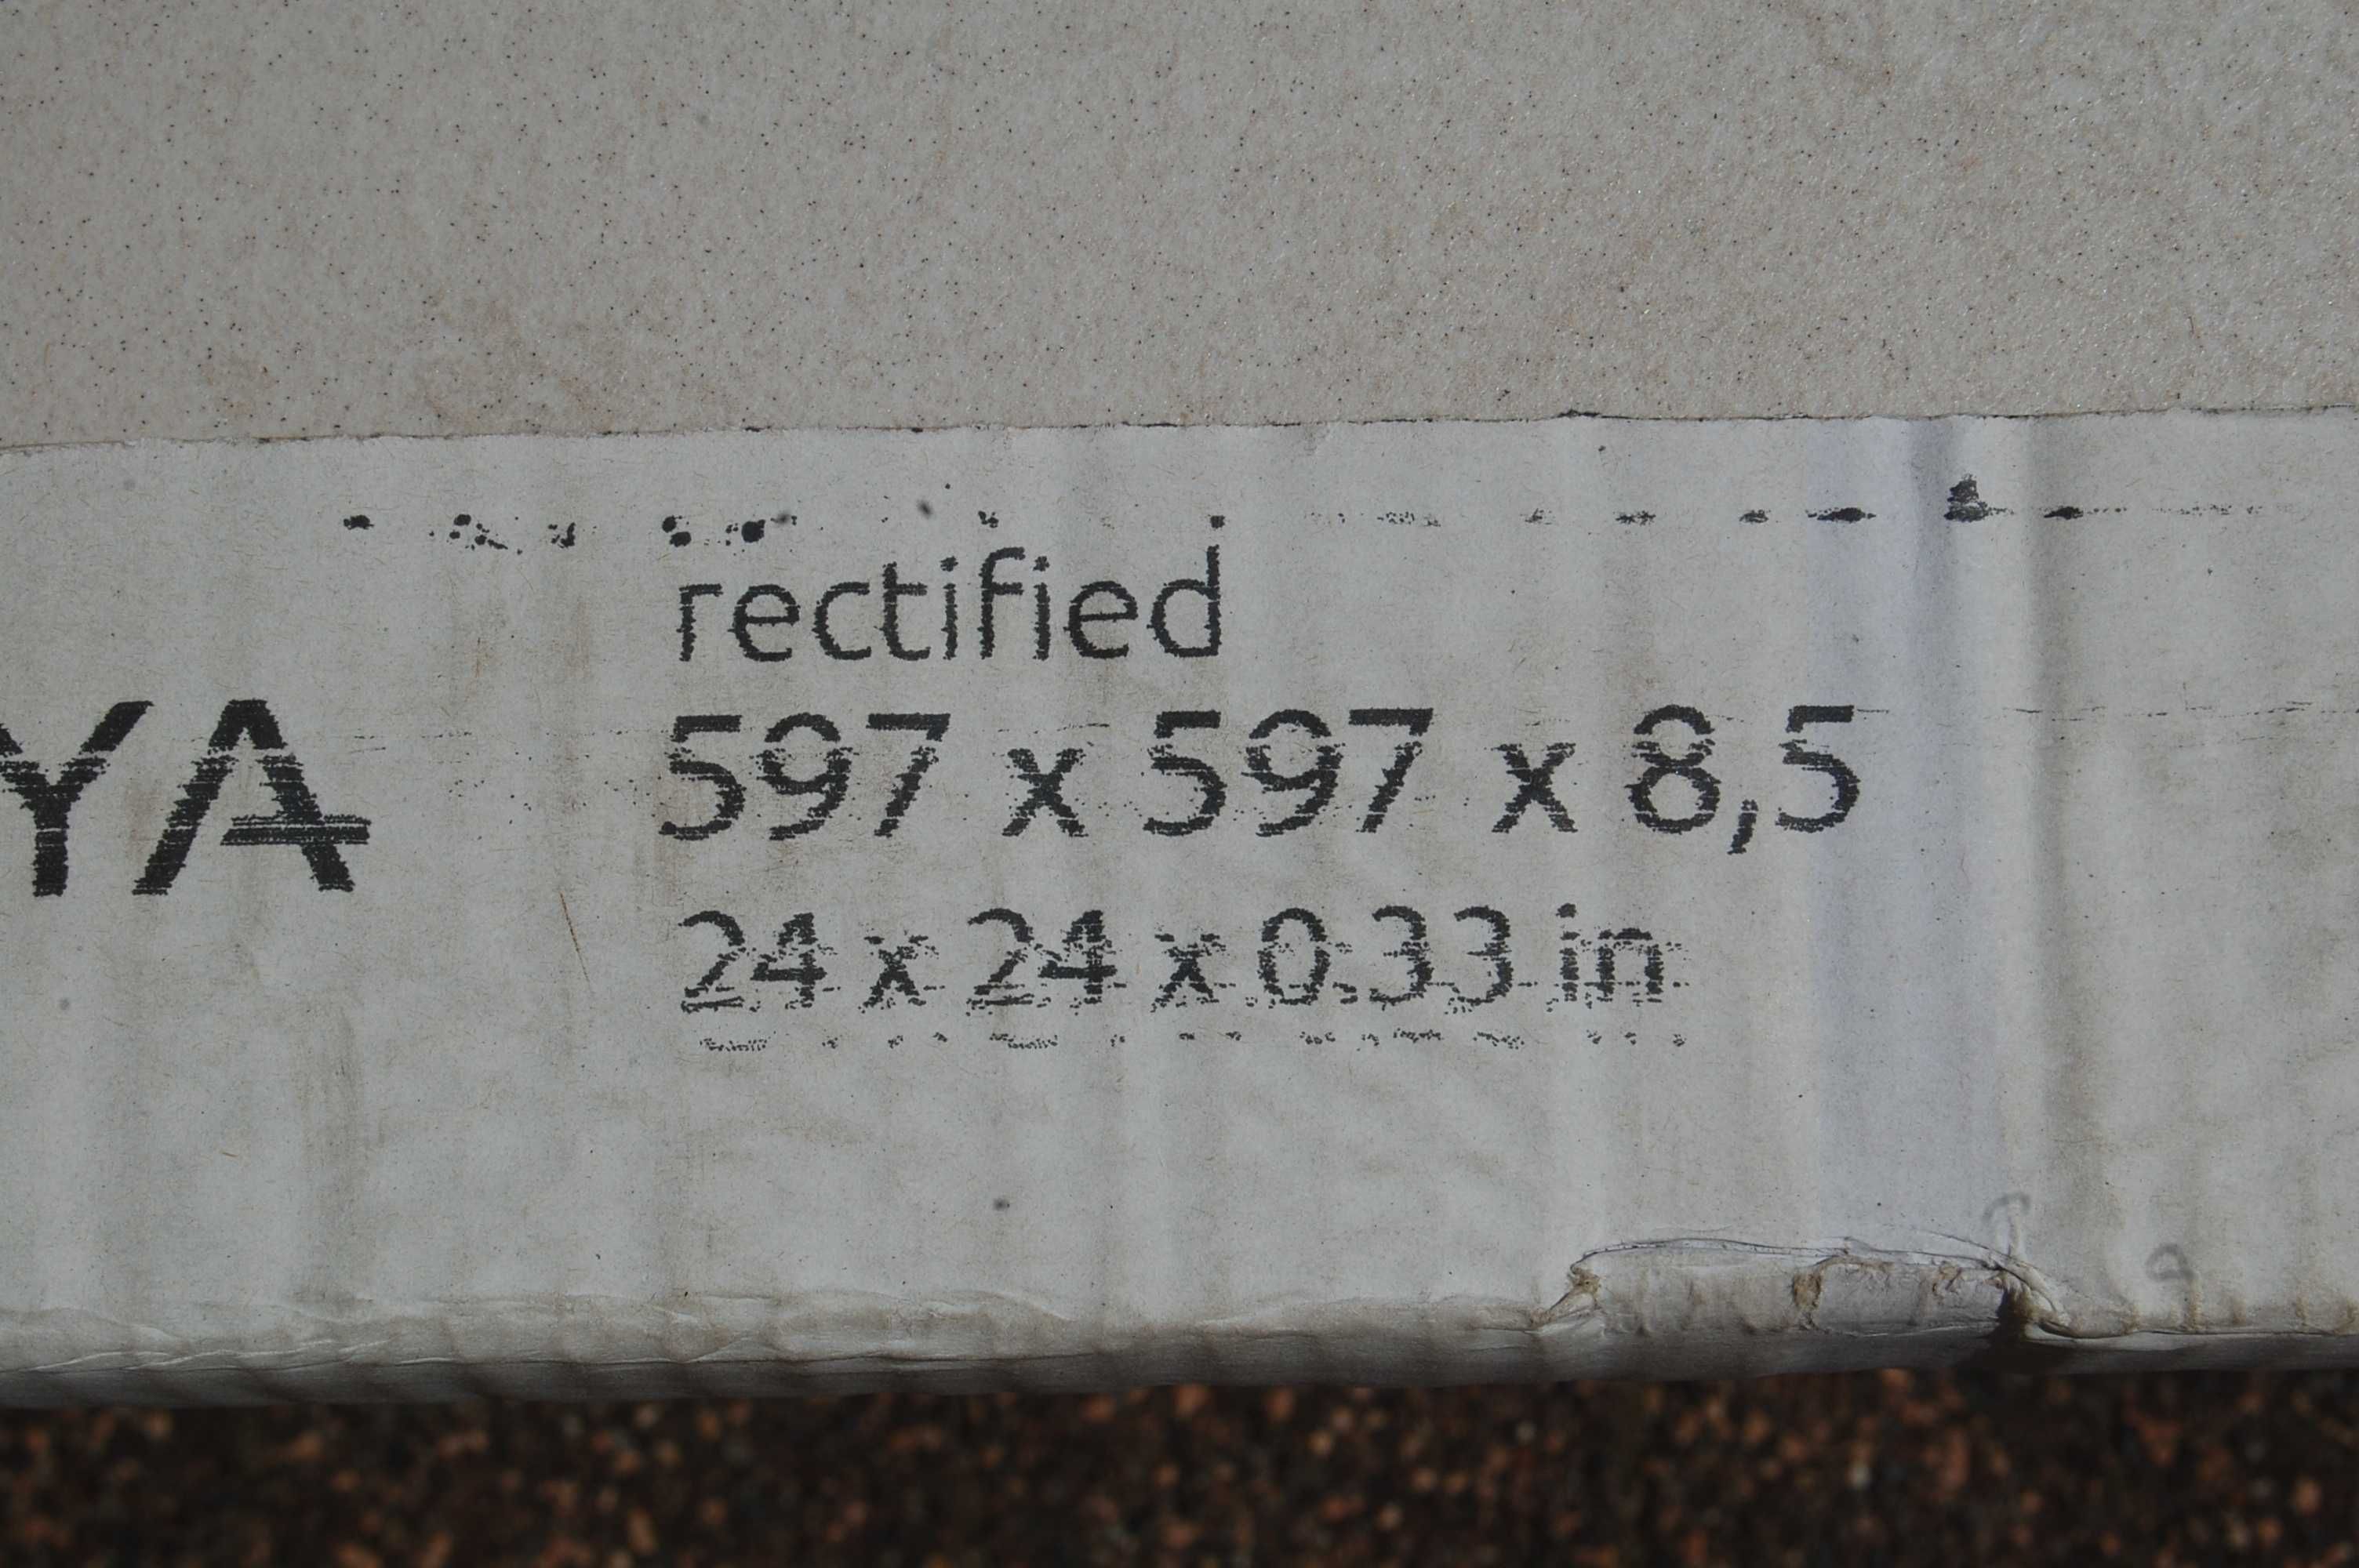 rectified
YA 597 x 597 x 8,5
24 x 24 x 0.33 in